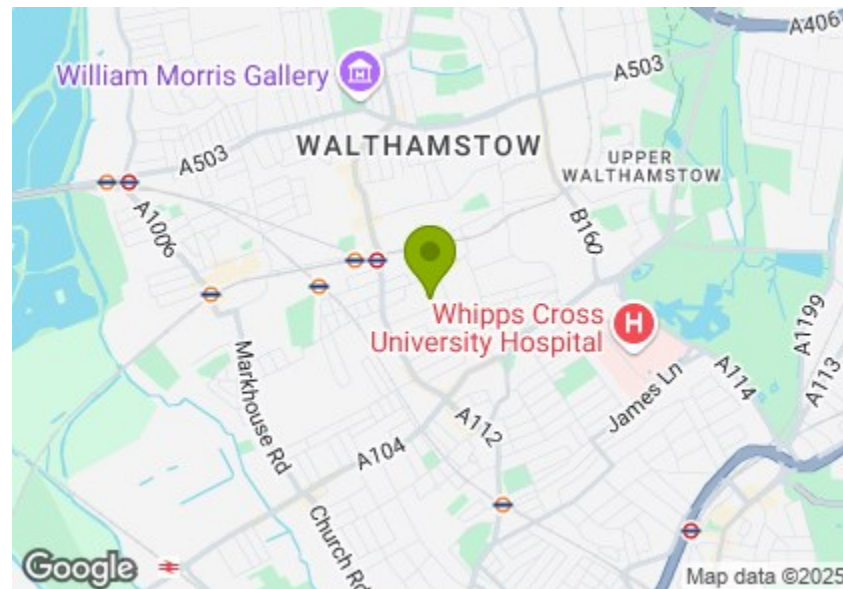 A406
William Morris Gallery
A503
WALTHAMSTOW
A503
UPPER
WALTHAMSTOW
A1006
B160
Whipps Cross
University Hospital
H
A1199
Markhouse Rd
A114
A113
James Ln
A112
A104
Church Rd
Google
Map data ©2025